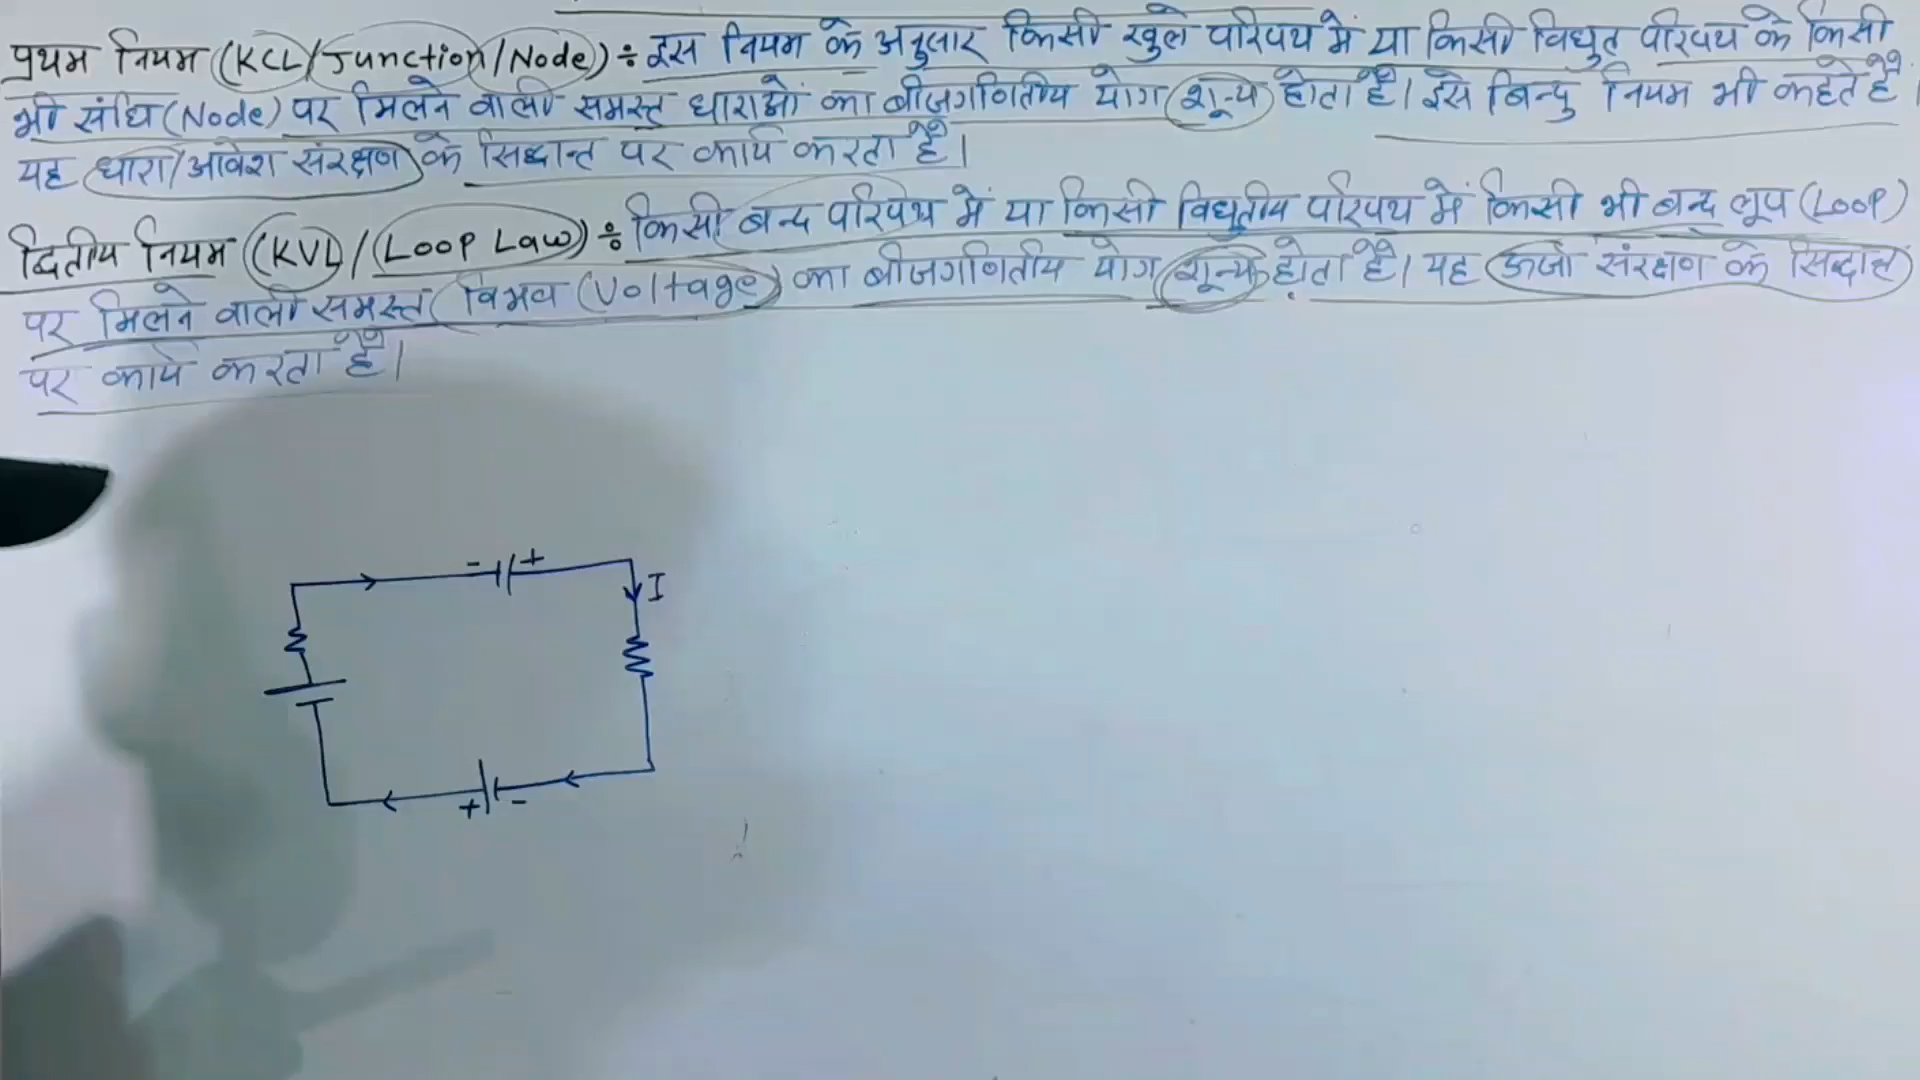 प्रथम नियम (KCL/Junction/Node) ÷ इस नियम के अनुसार किसी खुले परिपथ में या किसी विधुत परिपथ के किसी
भी संधि (Node) पर मिलने वाली समस्त धाराओं का बीजगणितीय योग शून्य होता है। इसे बिन्दु नियम भी कहते है।
यह धारा/आवेश संरक्षण के सिद्धान्त पर कार्य करता है।
द्वितीय नियम (KVL/(Loop Law) ÷ किसी बन्द परिपथ में या किसी विधुतीय परिपथ में किसी भी बन्द लूप (Loop)
पर मिलने वाली समस्त विभव (Voltage) का बीजगणितीय योग शून्य होता है। यह ऊर्जा संरक्षण के सिद्धान्त
पर कार्य करता है।
- +
I
+ -